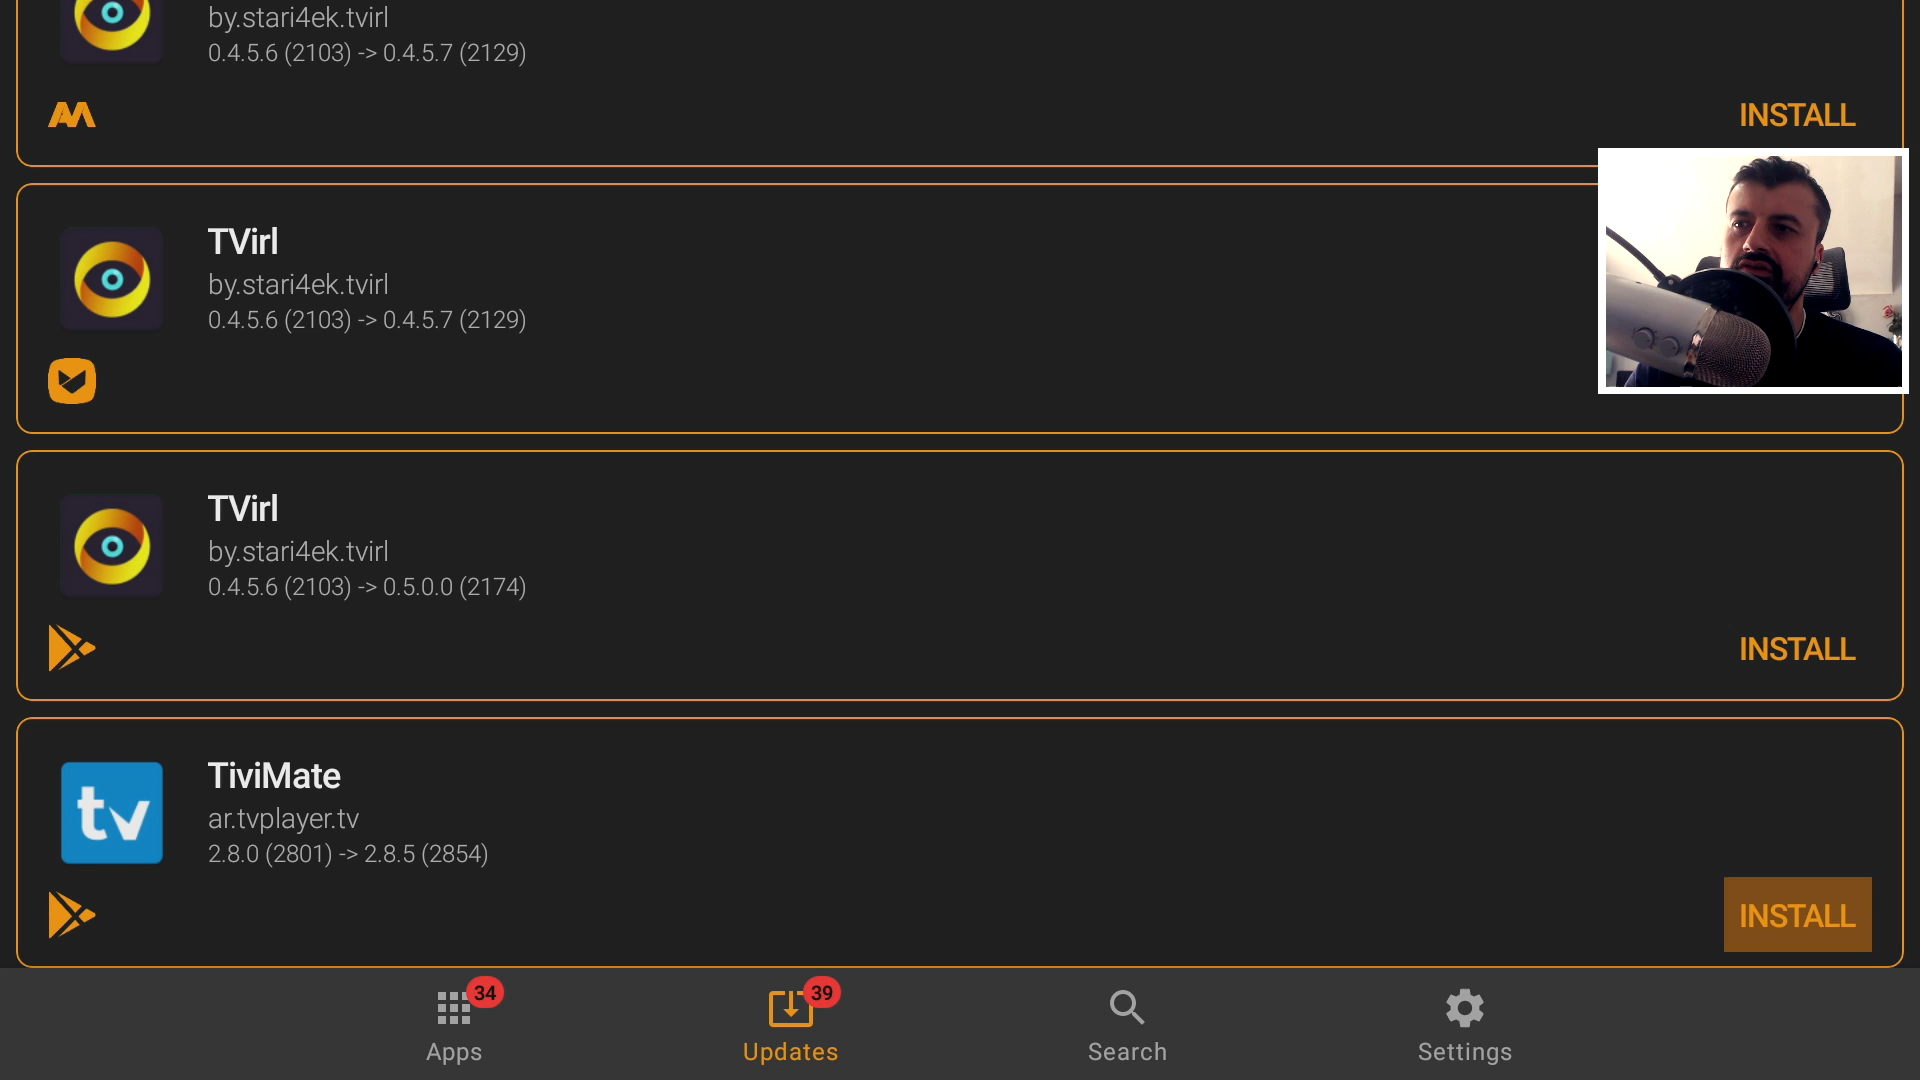 by.stari4ek.tvirl
0.4.5.6 (2103) -> 0.4.5.7 (2129)
INSTALL
TVirl
by.stari4ek.tvirl
0.4.5.6 (2103) -> 0.4.5.7 (2129)
TVirl
by.stari4ek.tvirl
0.4.5.6 (2103) -> 0.5.0.0 (2174)
INSTALL
tv
TiviMate
ar.tvplayer.tv
2.8.0 (2801) -> 2.8.5 (2854)
INSTALL
34
39
Apps
Updates
Search
Settings